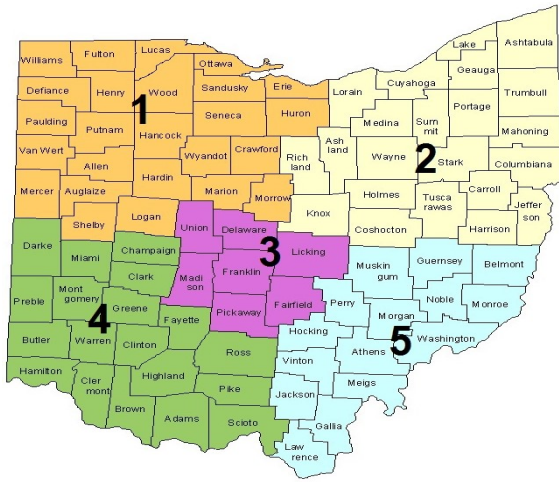 Williams
Fulton
Lucas
Ottawa
Defiance
Henry
1
Wood
Sandusky
Erie
Paulding
Putnam
Hancock
Seneca
Huron
Van Wert
Allen
Wyandot
Crawford
Mercer
Auglaize
Hardin
Marion
Morrow
Shelby
Logan
Lake
Ashtabula
Geauga
Lorain
Cuyahoga
Trumbull
Medina
Sum
mit
Portage
Mahoning
Ash
land
Rich
land
Wayne
2
Stark
Columbiana
Holmes
Tusca
rawas
Carroll
Jeffer
son
Knox
Coshocton
Harrison
Union
Delaware
3
Licking
Madi
son
Franklin
Pickaway
Fairfield
Darke
Miami
Champaign
Clark
Preble
Mont
gomery
4
Greene
Fayette
Butler
Warren
Clinton
Ross
Hamilton
Cler
mont
Highland
Pike
Brown
Adams
Scioto
Muskin
gum
Guernsey
Belmont
Perry
Noble
Monroe
Morgan
Hocking
5
Washington
Athens
Vinton
Meigs
Jackson
Gallia
Law
rence